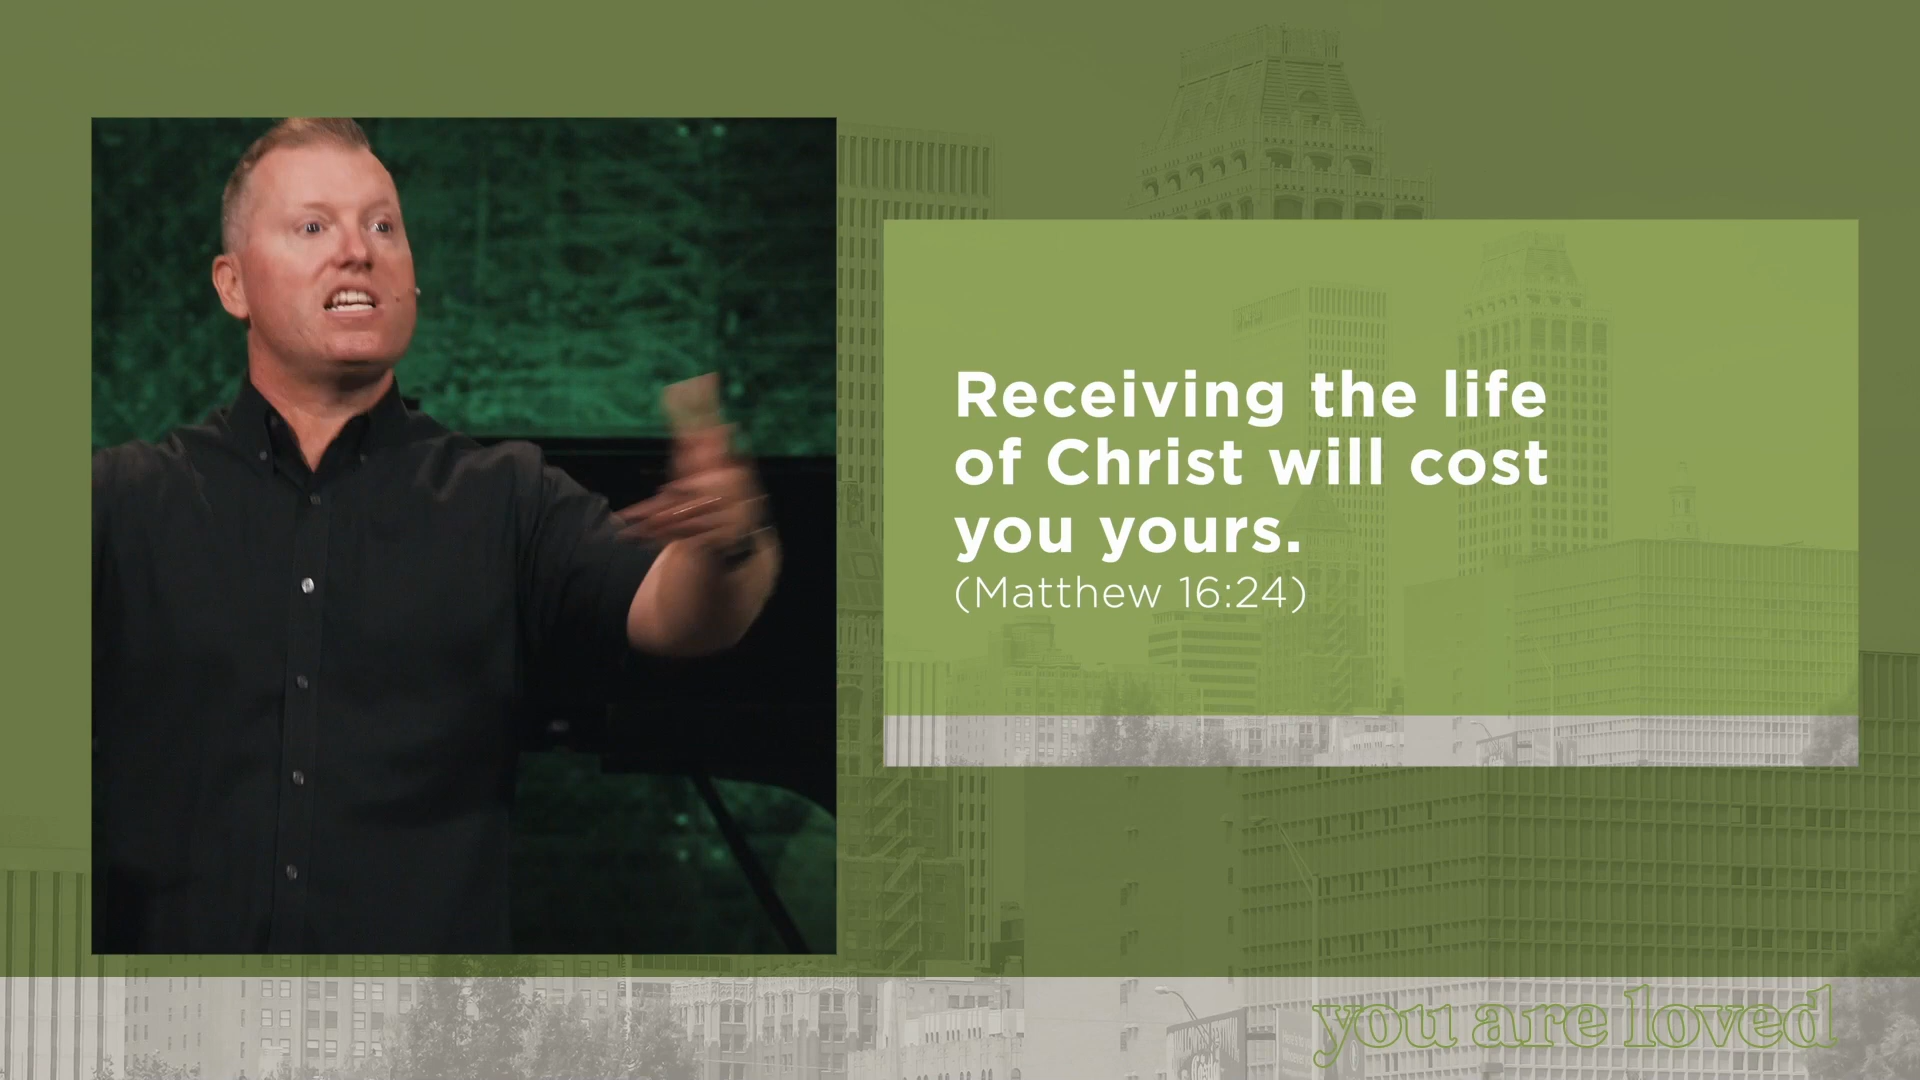 Receiving the life
of Christ will cost
you yours.
(Matthew 16:24)
you are loved